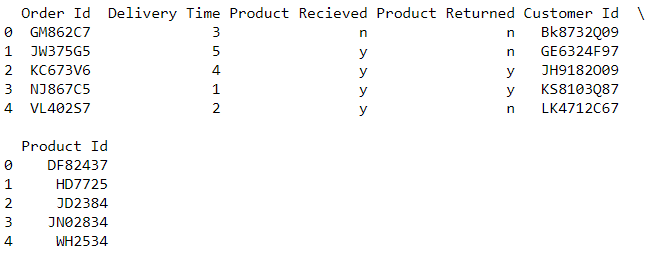 Order Id Delivery Time Product Recieved Product Returned Customer Id \
0 GM862C7 3 n n Bk8732Q09
1 JW375G5 5 y n GE6324F97
2 KC673V6 4 y y JH9182O09
3 NJ867C5 1 y y KS8103Q87
4 VL402S7 2 y n LK4712C67
Product Id
0 DF82437
1 HD7725
2 JD2384
3 JN02834
4 WH2534